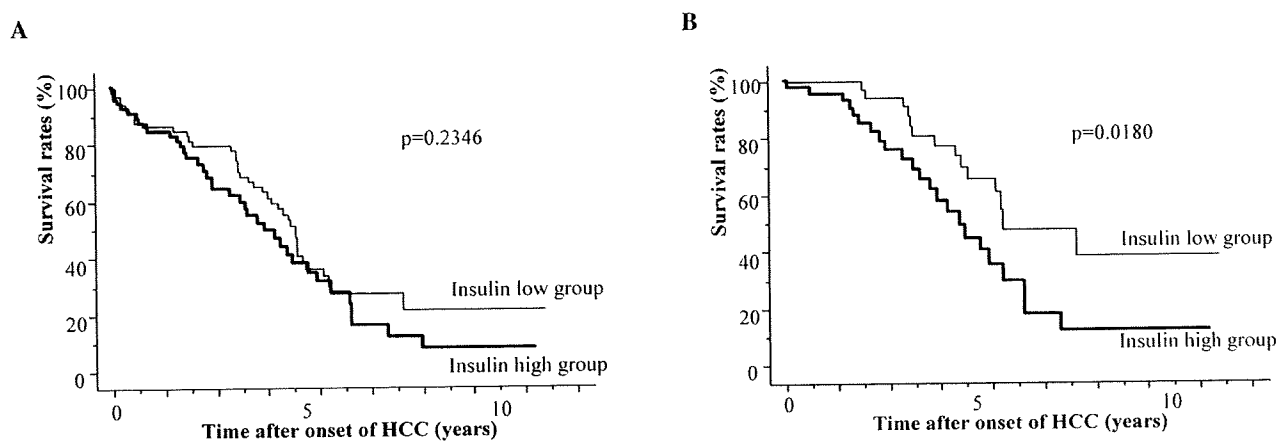 A
Survival rates (%)
100
80
60
40
20
0
p=0.2346
Insulin low group
Insulin high group
0
5
10
Time after onset of HCC (years)
B
Survival rates (%)
100
80
60
40
20
0
p=0.0180
Insulin low group
Insulin high group
0
5
10
Time after onset of HCC (years)